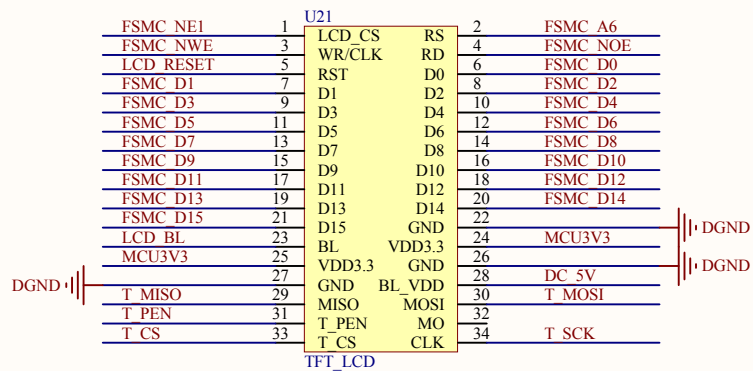 U21
FSMC_NE1 1 LCD_CS RS 2 FSMC_A6
FSMC_NWE 3 WR/CLK RD 4 FSMC_NOE
LCD_RESET 5 RST D0 6 FSMC_D0
FSMC_D1 7 D1 D2 8 FSMC_D2
FSMC_D3 9 D3 D4 10 FSMC_D4
FSMC_D5 11 D5 D6 12 FSMC_D6
FSMC_D7 13 D7 D8 14 FSMC_D8
FSMC_D9 15 D9 D10 16 FSMC_D10
FSMC_D11 17 D11 D12 18 FSMC_D12
FSMC_D13 19 D13 D14 20 FSMC_D14
FSMC_D15 21 D15 GND 22 DGND
LCD_BL 23 BL VDD3.3 24 MCU3V3
MCU3V3 25 VDD3.3 GND 26 DGND
DGND 27 GND BL_VDD 28 DC_5V
T_MISO 29 MISO MOSI 30 T_MOSI
T_PEN 31 T_PEN MO 32
T_CS 33 T_CS CLK 34 T_SCK
TFT_LCD